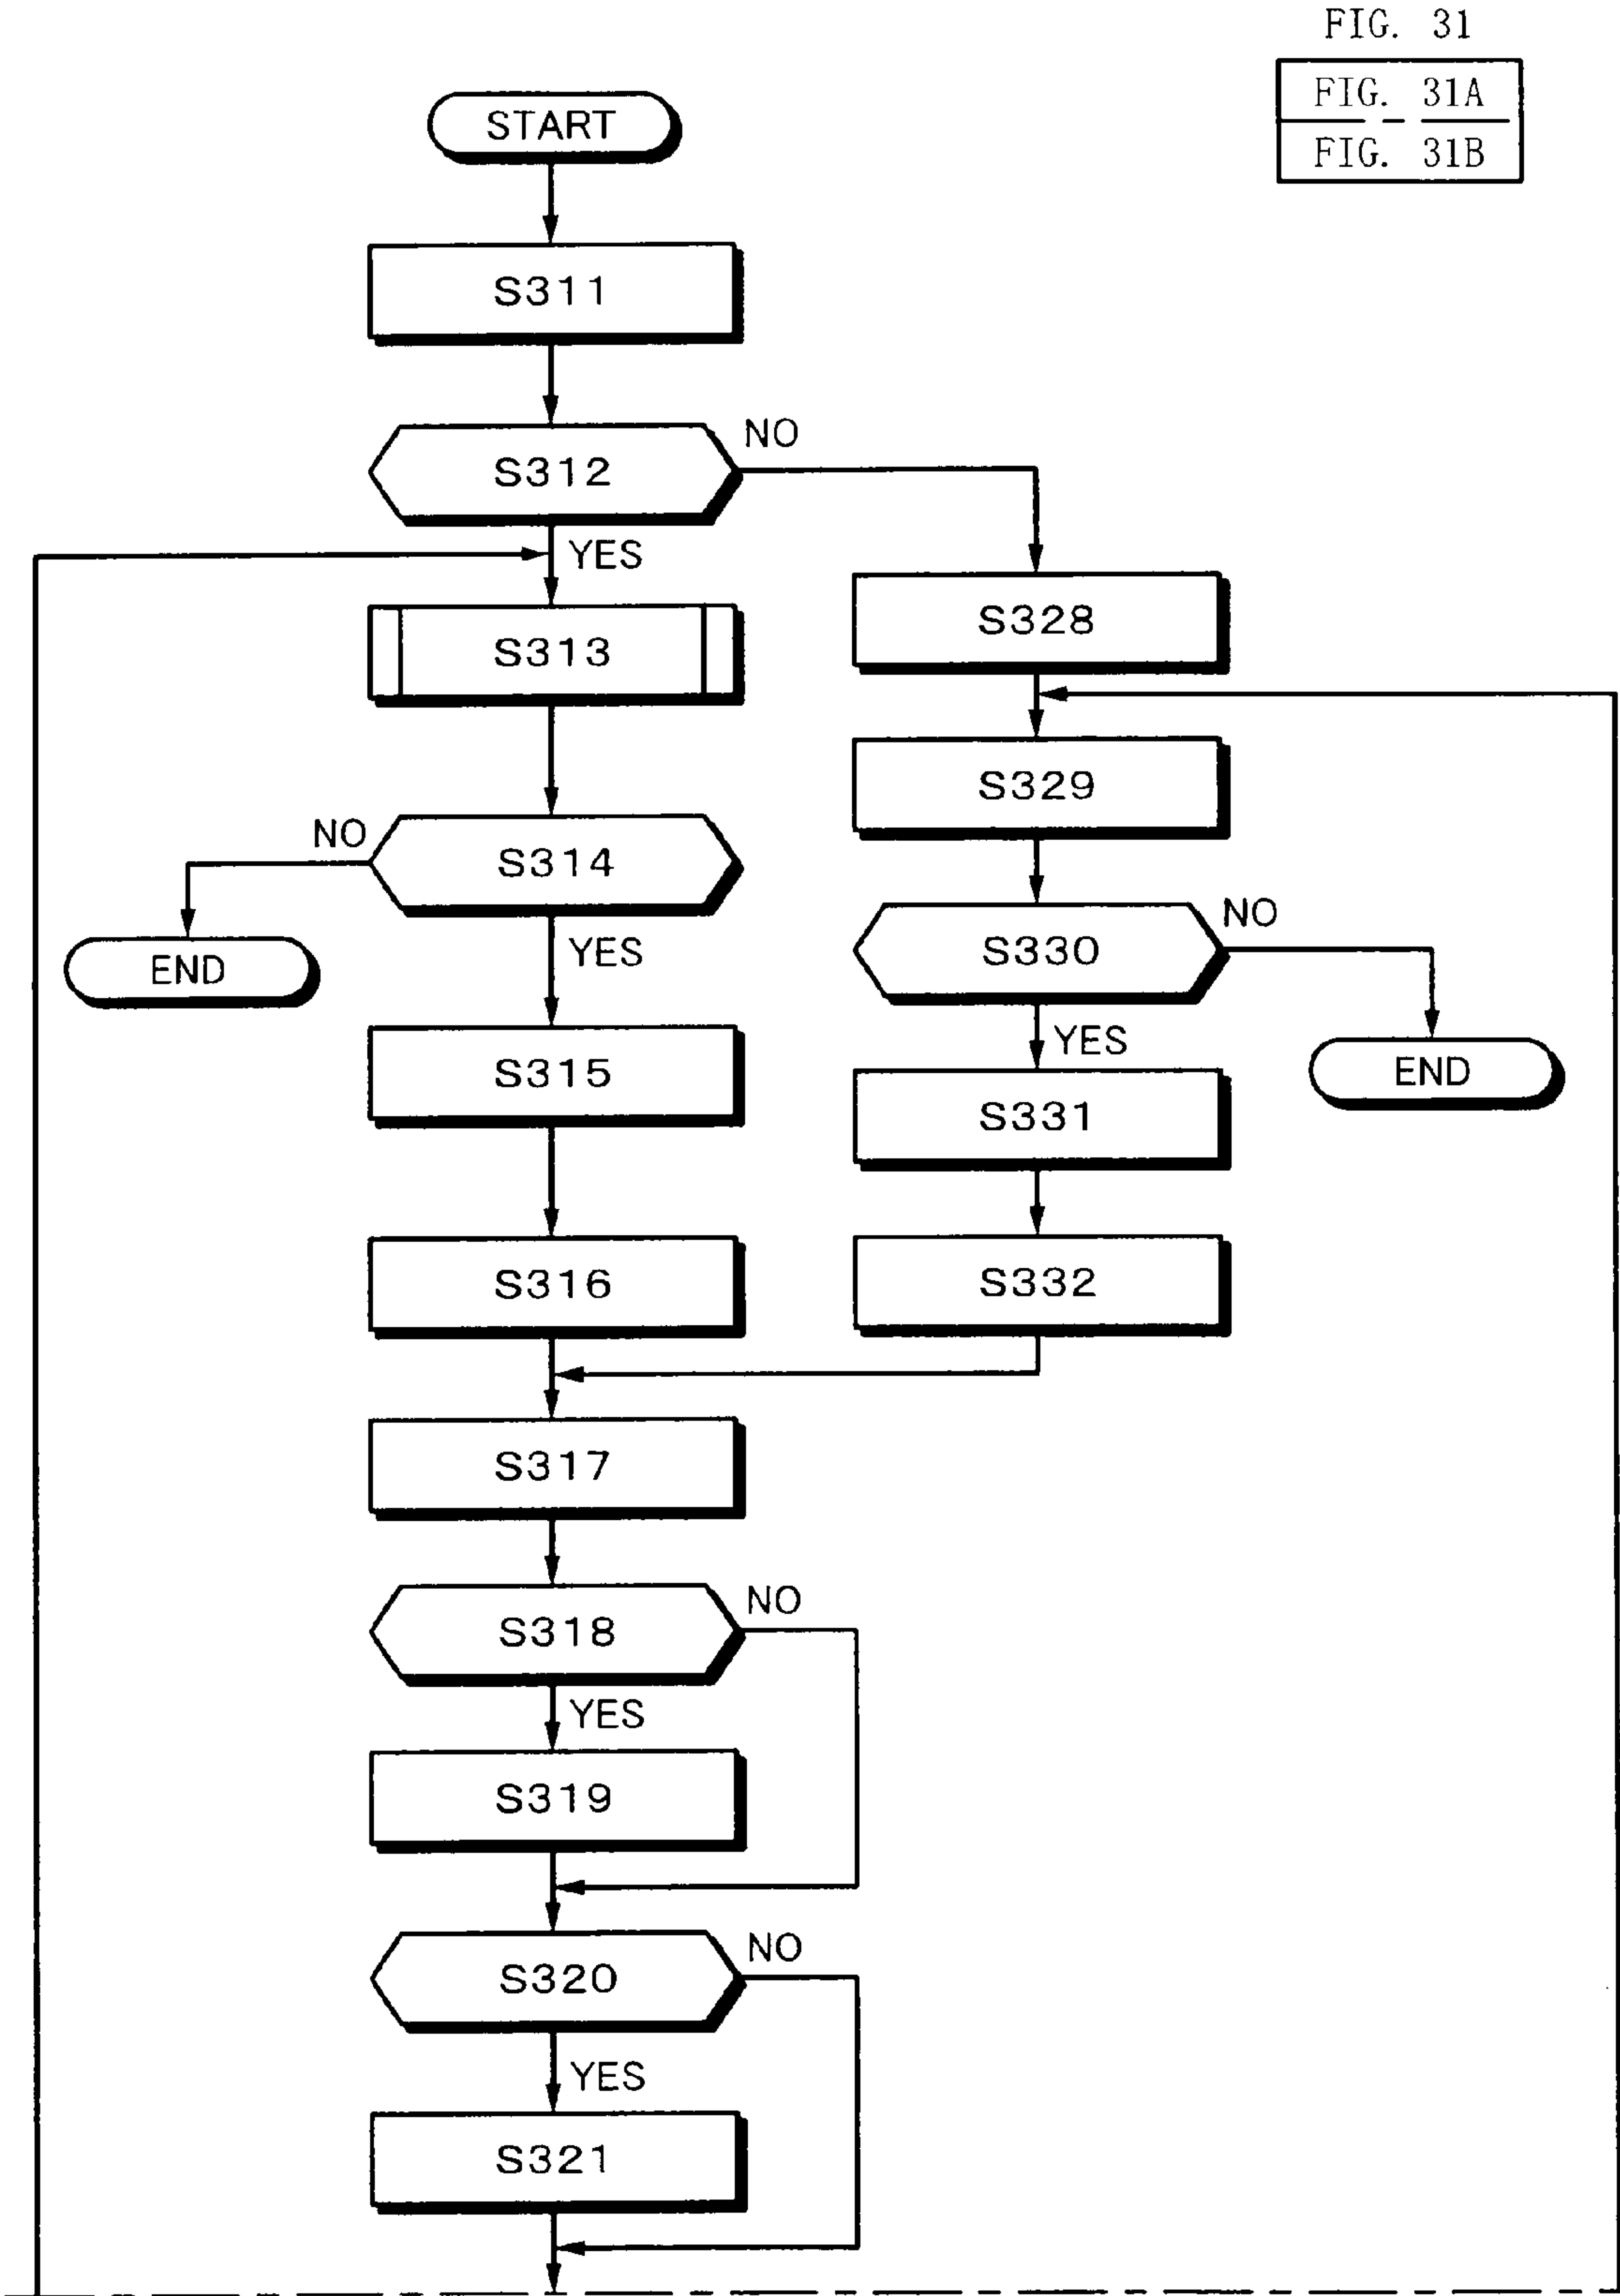 FIG. 31
FIG. 31A
FIG. 31B
START
S311
S312
NO
YES
S313
S328
S329
NO
S314
YES
END
S330
NO
YES
END
S315
S331
S316
S332
S317
S318
NO
YES
S319
S320
NO
YES
S321